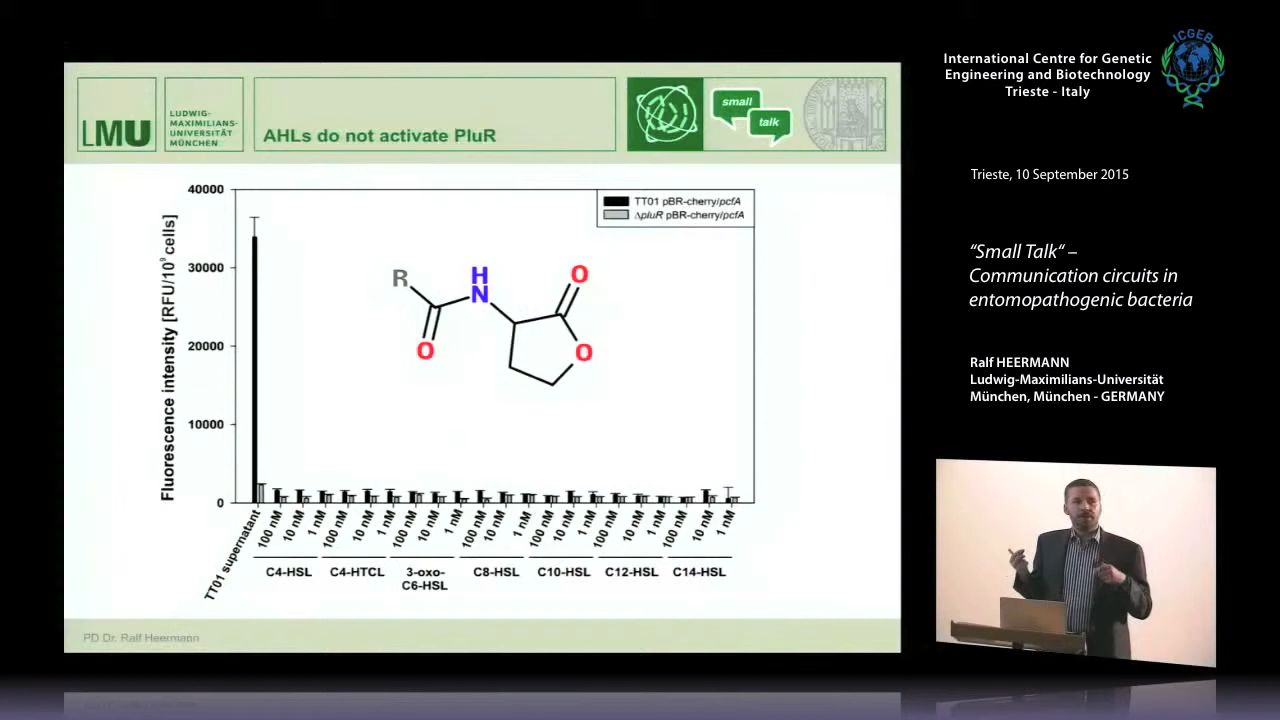 LMU
LUDWIG-
MAXIMILIANS-
UNIVERSITÄT
MÜNCHEN
AHLs do not activate PluR
small
talk
Fluorescence intensity [RFU/10⁹ cells]
40000
30000
20000
10000
0
TT01 pBR-cherry/pcfA
ΔpluR pBR-cherry/pcfA
R
H
N
O
O
O
TT01 supernatant
100 nM
10 nM
1 nM
100 nM
10 nM
1 nM
100 nM
10 nM
1 nM
100 nM
10 nM
1 nM
100 nM
10 nM
1 nM
100 nM
10 nM
1 nM
100 nM
10 nM
1 nM
C4-HSL
C4-HTCL
3-oxo-
C6-HSL
C8-HSL
C10-HSL
C12-HSL
C14-HSL
PD Dr. Ralf Heermann
International Centre for Genetic
Engineering and Biotechnology
Trieste - Italy
ICGEB
Trieste, 10 September 2015
“Small Talk“ –
Communication circuits in
entomopathogenic bacteria
Ralf HEERMANN
Ludwig-Maximilians-Universität
München, München - GERMANY